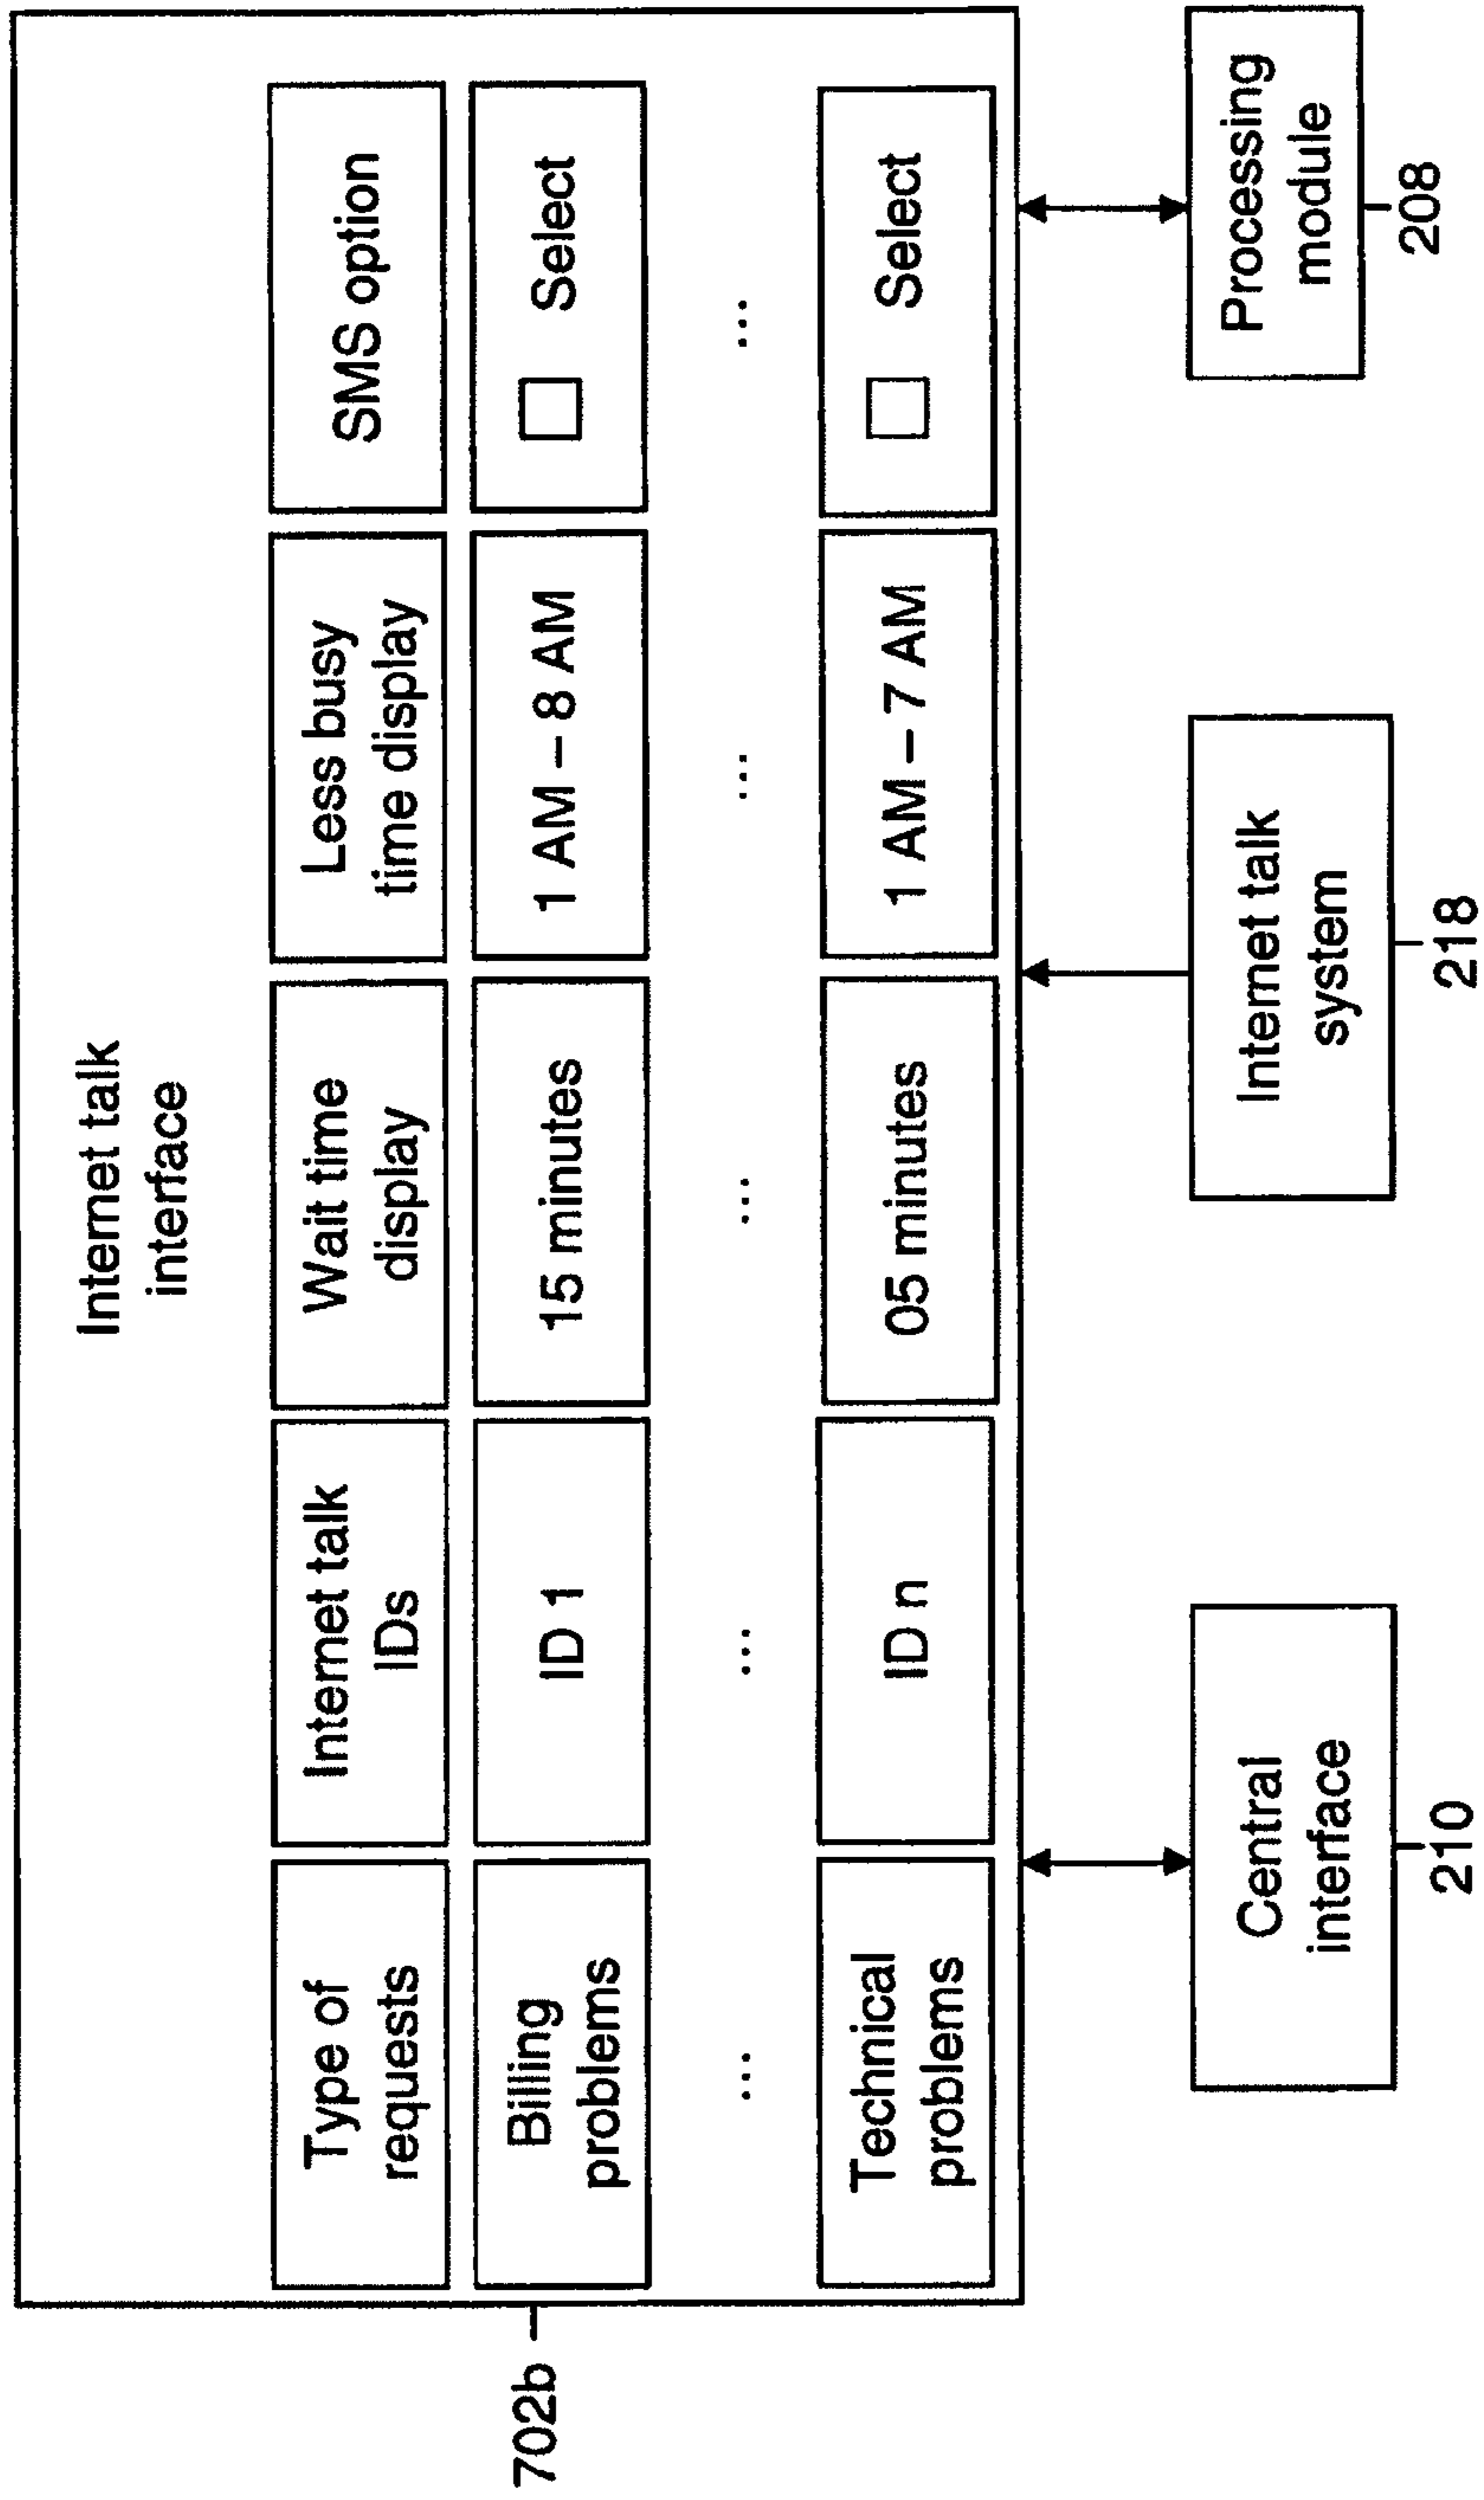 Internet talk
interface
Type of
requests
Internet talk
IDs
Wait time
display
Less busy
time display
SMS option
Billing
problems
ID 1
15 minutes
1 AM – 8 AM
Select
...
...
...
...
...
Technical
problems
ID n
05 minutes
1 AM – 7 AM
Select
702b
Central
interface
210
Internet talk
system
218
Processing
module
208